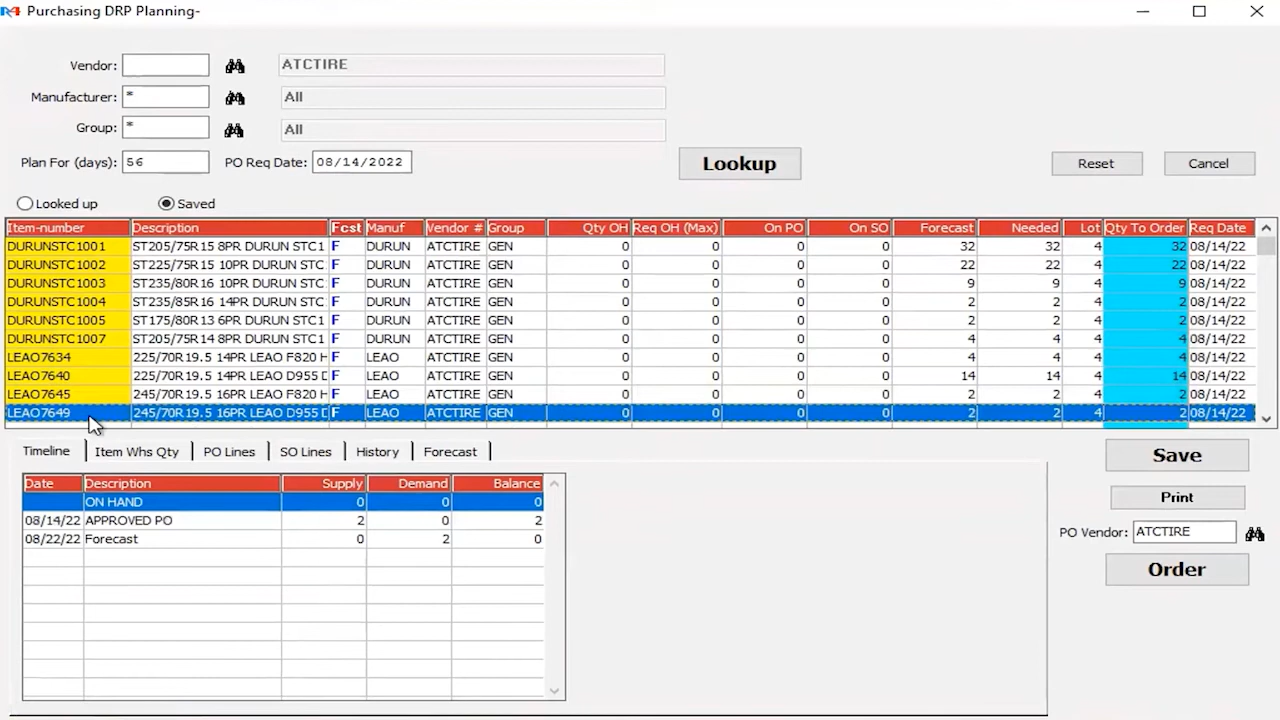 R4 Purchasing DRP Planning-
Vendor: ATCTIRE
Manufacturer: * All
Group: * All
Plan For (days): 56 PO Req Date: 08/14/2022 Lookup Reset Cancel
Looked up Saved
Item-number Description Fcst Manuf Vendor # Group Qty OH Req OH (Max) On PO On SO Forecast Needed Lot Qty To Order Req Date
DURUNSTC1001 ST205/75R15 8PR DURUN STC1 F DURUN ATCTIRE GEN 0 0 0 0 32 32 4 32 08/14/22
DURUNSTC1002 ST225/75R15 10PR DURUN STC F DURUN ATCTIRE GEN 0 0 0 0 22 22 4 22 08/14/22
DURUNSTC1003 ST235/80R16 10PR DURUN STC F DURUN ATCTIRE GEN 0 0 0 0 9 9 4 9 08/14/22
DURUNSTC1004 ST235/85R16 14PR DURUN STC F DURUN ATCTIRE GEN 0 0 0 0 2 2 4 2 08/14/22
DURUNSTC1005 ST175/80R13 6PR DURUN STC1 F DURUN ATCTIRE GEN 0 0 0 0 2 2 4 2 08/14/22
DURUNSTC1007 ST205/75R14 8PR DURUN STC1 F DURUN ATCTIRE GEN 0 0 0 0 4 4 4 4 08/14/22
LEAO7634 225/70R19.5 14PR LEAO F820 H F LEAO ATCTIRE GEN 0 0 0 0 4 4 4 4 08/14/22
LEAO7640 225/70R19.5 14PR LEAO D955 D F LEAO ATCTIRE GEN 0 0 0 0 14 14 4 14 08/14/22
LEAO7645 245/70R19.5 16PR LEAO F820 H F LEAO ATCTIRE GEN 0 0 0 0 2 2 4 2 08/14/22
LEAO7649 245/70R19.5 16PR LEAO D955 D F LEAO ATCTIRE GEN 0 0 0 0 2 2 4 2 08/14/22
Timeline Item Whs Qty PO Lines SO Lines History Forecast
Date Description Supply Demand Balance
ON HAND 0 0 0
08/14/22 APPROVED PO 2 0 2
08/22/22 Forecast 0 2 0
Save
Print
PO Vendor: ATCTIRE
Order